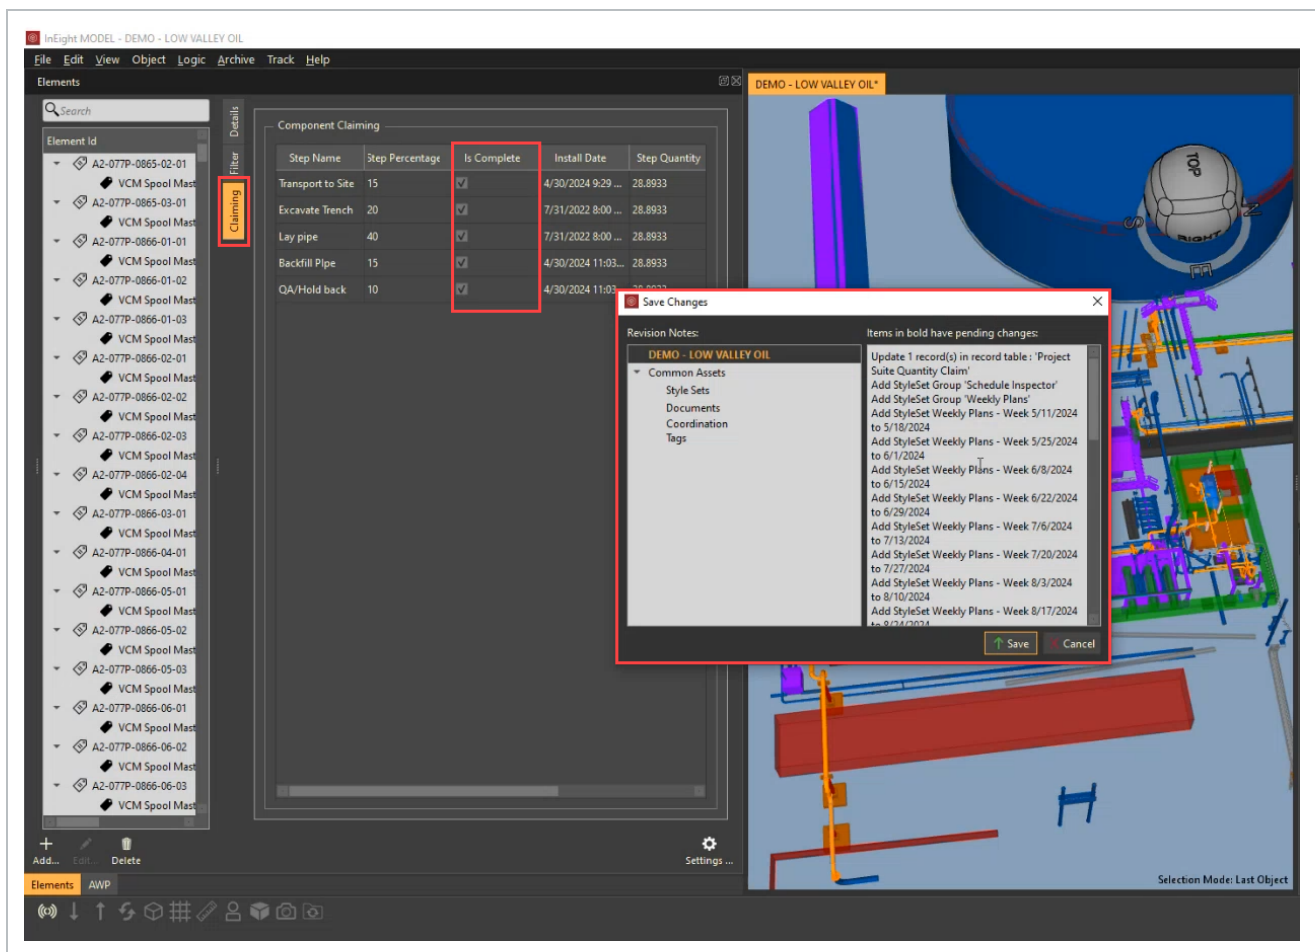 InEight MODEL - DEMO - LOW VALLEY OIL
File Edit View Object Logic Archive Track Help
Elements
DEMO - LOW VALLEY OIL*
Search
Element Id
A2-077P-0865-02-01
VCM Spool Mast
A2-077P-0865-03-01
VCM Spool Mast
A2-077P-0866-01-01
VCM Spool Mast
A2-077P-0866-01-02
VCM Spool Mast
A2-077P-0866-01-03
VCM Spool Mast
A2-077P-0866-02-01
VCM Spool Mast
A2-077P-0866-02-02
VCM Spool Mast
A2-077P-0866-02-03
VCM Spool Mast
A2-077P-0866-02-04
VCM Spool Mast
A2-077P-0866-03-01
VCM Spool Mast
A2-077P-0866-04-01
VCM Spool Mast
A2-077P-0866-05-01
VCM Spool Mast
A2-077P-0866-05-02
VCM Spool Mast
A2-077P-0866-05-03
VCM Spool Mast
A2-077P-0866-06-01
VCM Spool Mast
A2-077P-0866-06-02
VCM Spool Mast
A2-077P-0866-06-03
VCM Spool Mast
Details
Filter
Claiming
Component Claiming
Step Name Step Percentage Is Complete Install Date Step Quantity
Transport to Site 15 4/30/2024 9:29 ... 28.8933
Excavate Trench 20 7/31/2022 8:00 ... 28.8933
Lay pipe 40 7/31/2022 8:00 ... 28.8933
Backfill PIpe 15 4/30/2024 11:03... 28.8933
QA/Hold back 10 4/30/2024 11:03... 28.8933
Save Changes
Revision Notes:
DEMO - LOW VALLEY OIL
Common Assets
Style Sets
Documents
Coordination
Tags
Items in bold have pending changes:
Update 1 record(s) in record table : 'Project
Suite Quantity Claim'
Add StyleSet Group 'Schedule Inspector'
Add StyleSet Group 'Weekly Plans'
Add StyleSet Weekly Plans - Week 5/11/2024
to 5/18/2024
Add StyleSet Weekly Plans - Week 5/25/2024
to 6/1/2024
Add StyleSet Weekly Plans - Week 6/8/2024
to 6/15/2024
Add StyleSet Weekly Plans - Week 6/22/2024
to 6/29/2024
Add StyleSet Weekly Plans - Week 7/6/2024
to 7/13/2024
Add StyleSet Weekly Plans - Week 7/20/2024
to 7/27/2024
Add StyleSet Weekly Plans - Week 8/3/2024
to 8/10/2024
Add StyleSet Weekly Plans - Week 8/17/2024
to 8/24/2024
Save Cancel
TOP
RIGHT
S
N
E
Add... Edit... Delete
Settings ...
Elements AWP
Selection Mode: Last Object